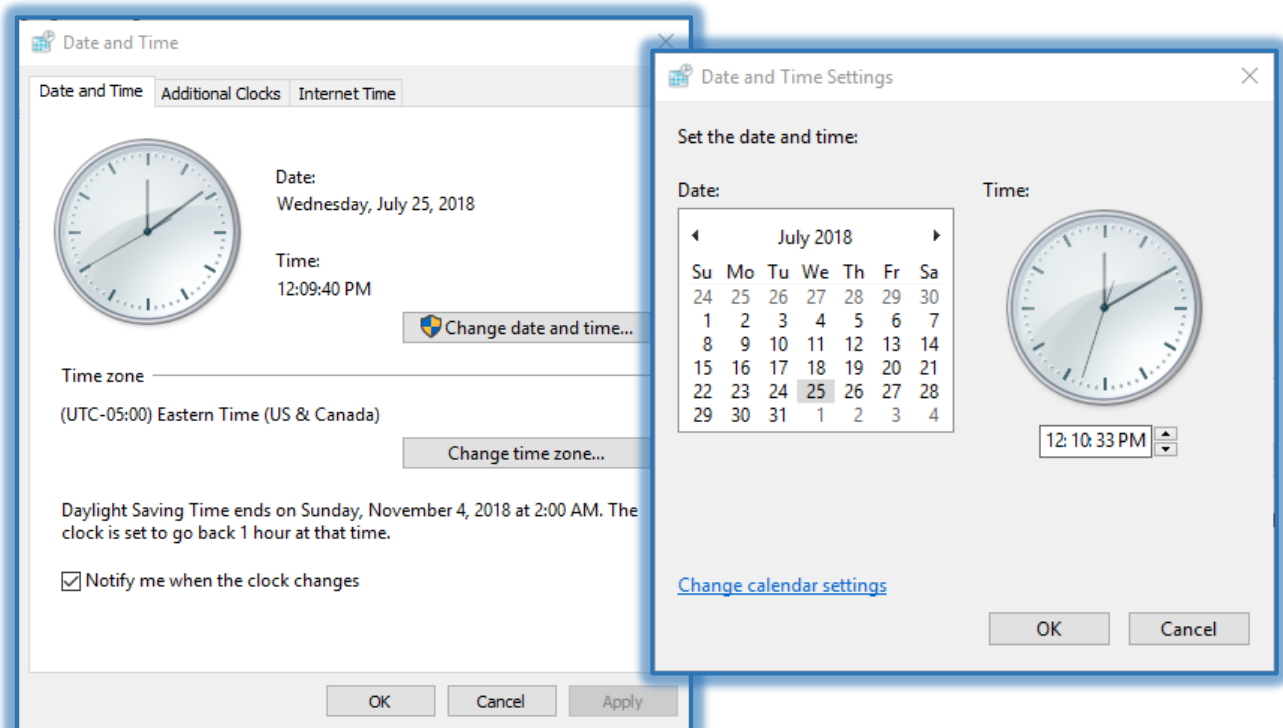 Date and Time
Date and Time Additional Clocks Internet Time
Date:
Wednesday, July 25, 2018
Time:
12:09:40 PM
Change date and time...
Time zone
(UTC-05:00) Eastern Time (US & Canada)
Change time zone...
Daylight Saving Time ends on Sunday, November 4, 2018 at 2:00 AM. The
clock is set to go back 1 hour at that time.
Notify me when the clock changes
OK Cancel Apply
Date and Time Settings
Set the date and time:
Date: Time:
July 2018
Su Mo Tu We Th Fr Sa
24 25 26 27 28 29 30
1 2 3 4 5 6 7
8 9 10 11 12 13 14
15 16 17 18 19 20 21
22 23 24 25 26 27 28
29 30 31 1 2 3 4
12:10:33 PM
Change calendar settings
OK Cancel